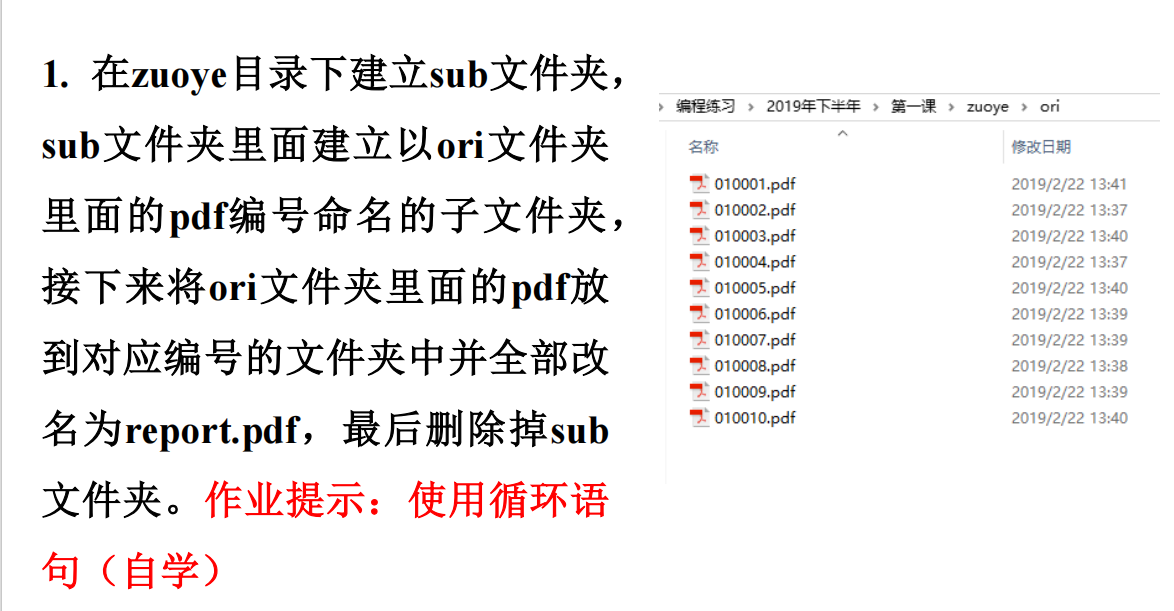 1. 在zuoye目录下建立sub文件夹，
sub文件夹里面建立以ori文件夹
里面的pdf编号命名的子文件夹，
接下来将ori文件夹里面的pdf放
到对应编号的文件夹中并全部改
名为report.pdf，最后删除掉sub
文件夹。作业提示：使用循环语
句（自学）
› 编程练习 › 2019年下半年 › 第一课 › zuoye › ori
名称 修改日期
010001.pdf 2019/2/22 13:41
010002.pdf 2019/2/22 13:37
010003.pdf 2019/2/22 13:40
010004.pdf 2019/2/22 13:37
010005.pdf 2019/2/22 13:40
010006.pdf 2019/2/22 13:39
010007.pdf 2019/2/22 13:39
010008.pdf 2019/2/22 13:38
010009.pdf 2019/2/22 13:39
010010.pdf 2019/2/22 13:40